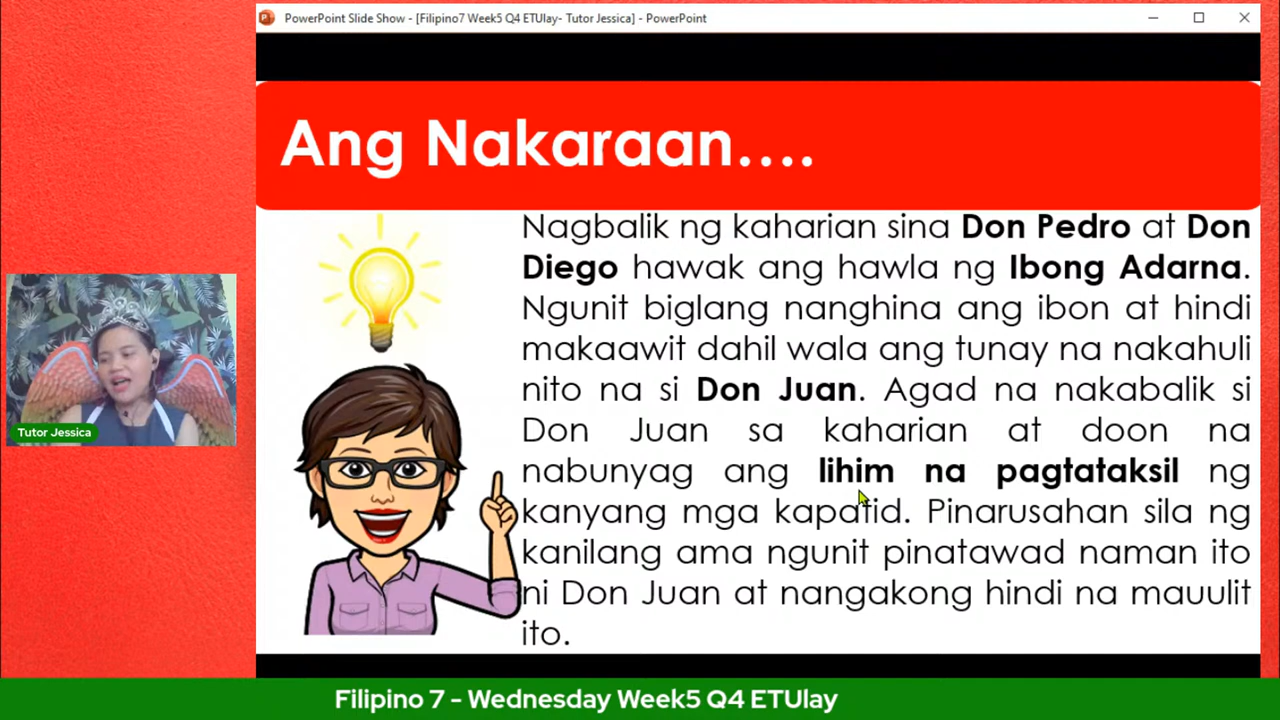 PowerPoint Slide Show - [Filipino7 Week5 Q4 ETUlay- Tutor Jessica] - PowerPoint
Ang Nakaraan....
Nagbalik ng kaharian sina Don Pedro at Don
Diego hawak ang hawla ng Ibong Adarna.
Ngunit biglang nanghina ang ibon at hindi
makaawit dahil wala ang tunay na nakahuli
nito na si Don Juan. Agad na nakabalik si
Don Juan sa kaharian at doon na
nabunyag ang lihim na pagtataksil ng
kanyang mga kapatid. Pinarusahan sila ng
kanilang ama ngunit pinatawad naman ito
ni Don Juan at nangakong hindi na mauulit
ito.
Tutor Jessica
Filipino 7 - Wednesday Week5 Q4 ETUlay